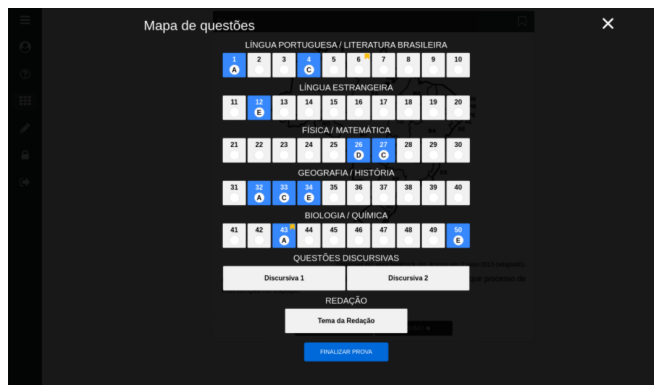 Mapa de questões
×
LÍNGUA PORTUGUESA / LITERATURA BRASILEIRA
1 2 3 4 5 6 7 8 9 10
A C
LÍNGUA ESTRANGEIRA
11 12 13 14 15 16 17 18 19 20
E
FÍSICA / MATEMÁTICA
21 22 23 24 25 26 27 28 29 30
D C
GEOGRAFIA / HISTÓRIA
31 32 33 34 35 36 37 38 39 40
A C E
BIOLOGIA / QUÍMICA
41 42 43 44 45 46 47 48 49 50
A E
QUESTÕES DISCURSIVAS
Discursiva 1 Discursiva 2
processo de
REDAÇÃO
Tema da Redação
FINALIZAR PROVA